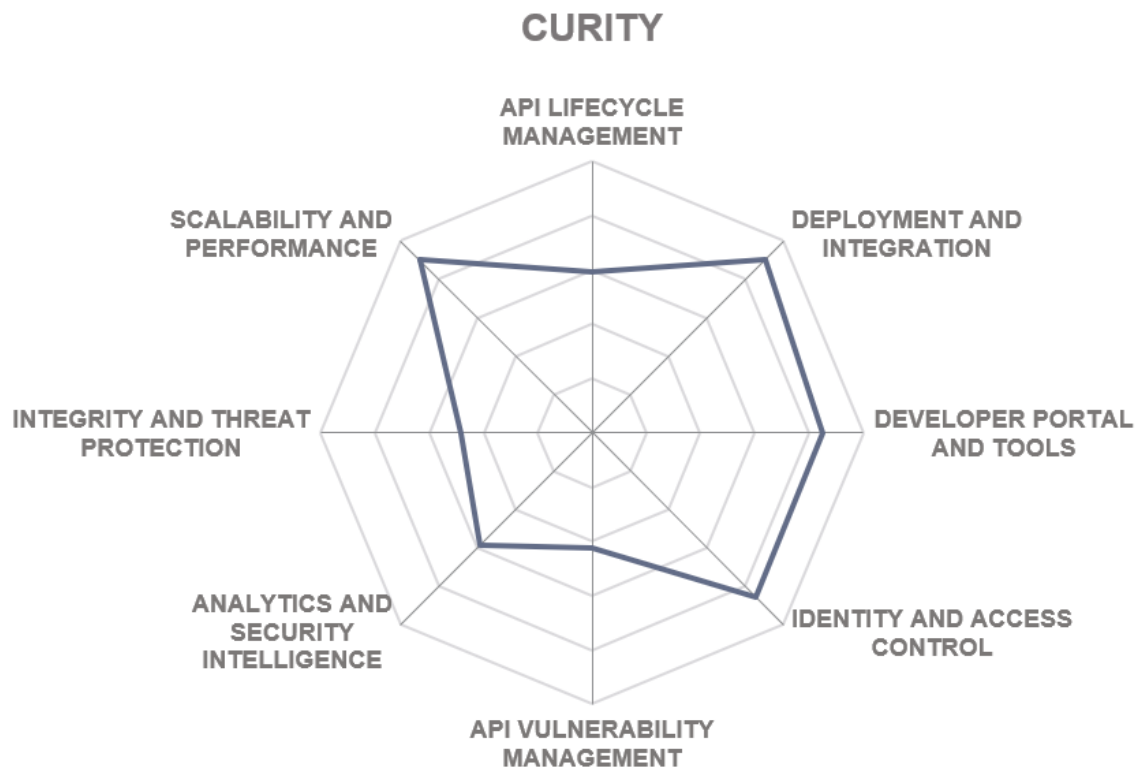 CURITY
API LIFECYCLE
MANAGEMENT
SCALABILITY AND
PERFORMANCE
DEPLOYMENT AND
INTEGRATION
INTEGRITY AND THREAT
PROTECTION
DEVELOPER PORTAL
AND TOOLS
ANALYTICS AND
SECURITY
INTELLIGENCE
IDENTITY AND ACCESS
CONTROL
API VULNERABILITY
MANAGEMENT